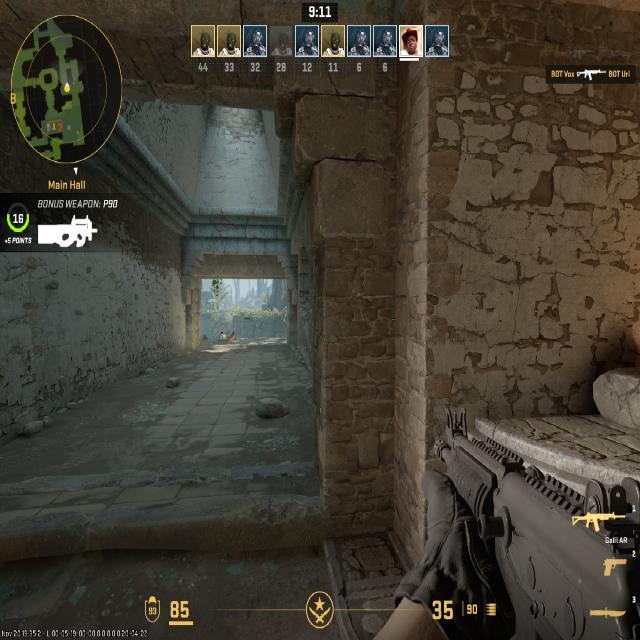 9:11
44 33 32 28 12 11 6 6
BOT Vox BOT Uri
B
Main Hall
BONUS WEAPON: P90
16
+5 POINTS
1
Galil AR
2
3
93 85
35 | 90